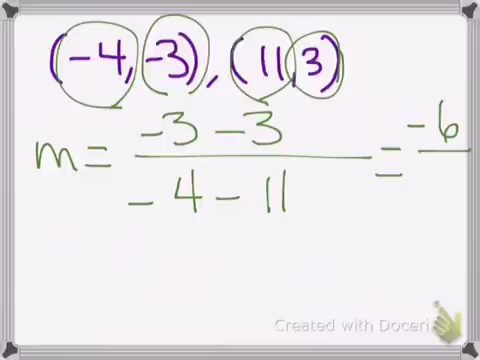 (-4, -3), (11, 3)
m = -3 - 3 / -4 - 11 = -6
Created with Doceri